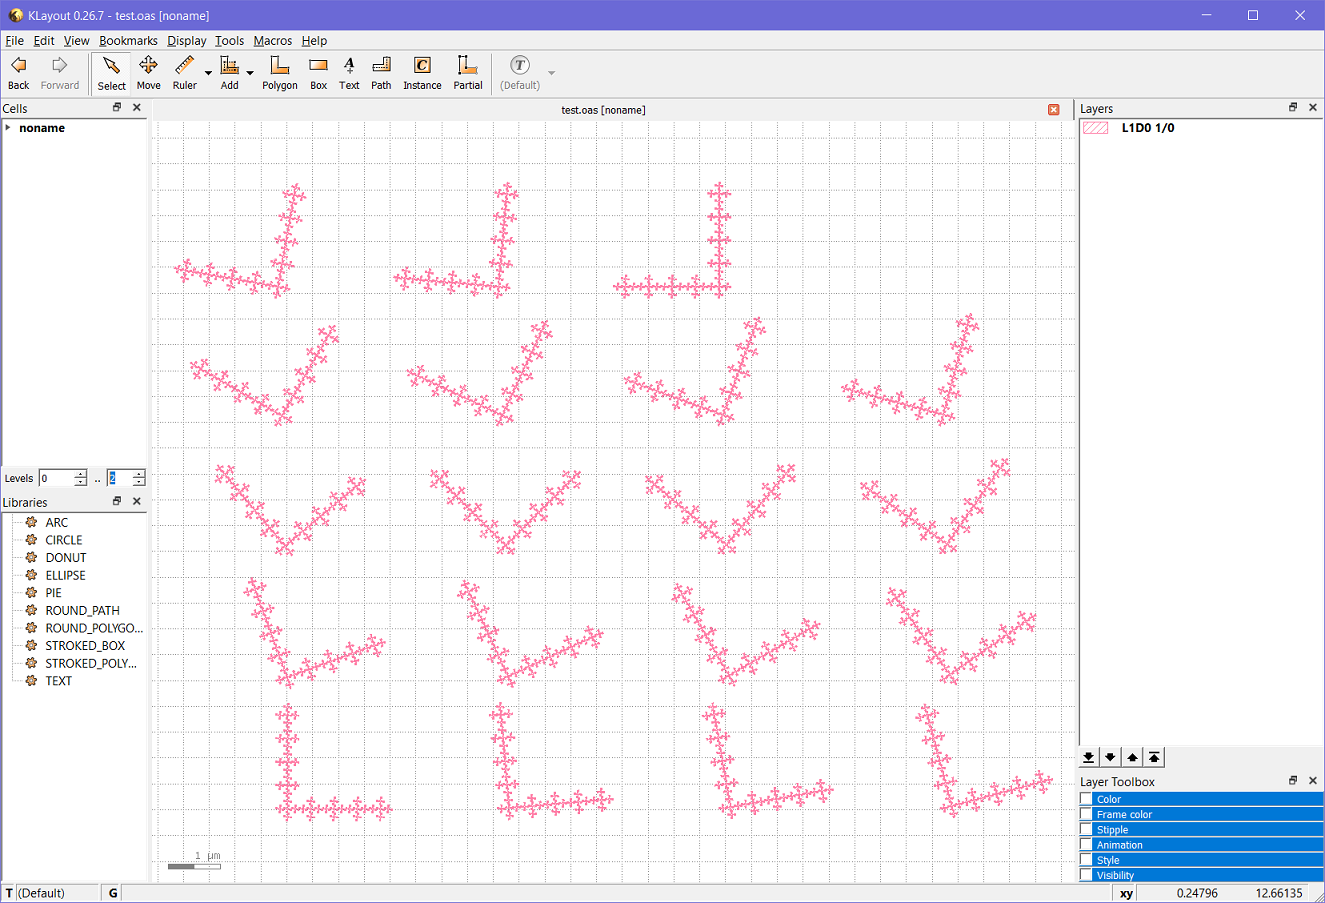 KLayout 0.26.7 - test.oas [noname]
File Edit View Bookmarks Display Tools Macros Help
Back Forward Select Move Ruler Add Polygon Box Text Path Instance Partial (Default)
Cells
test.oas [noname]
Layers
noname
L1D0 1/0
Levels 0 .. 2
Libraries
ARC
CIRCLE
DONUT
ELLIPSE
PIE
ROUND_PATH
ROUND_POLYGO...
STROKED_BOX
STROKED_POLY...
TEXT
Layer Toolbox
Color
Frame color
Stipple
Animation
Style
Visibility
1 μm
T (Default) G xy 0.24796 12.66135